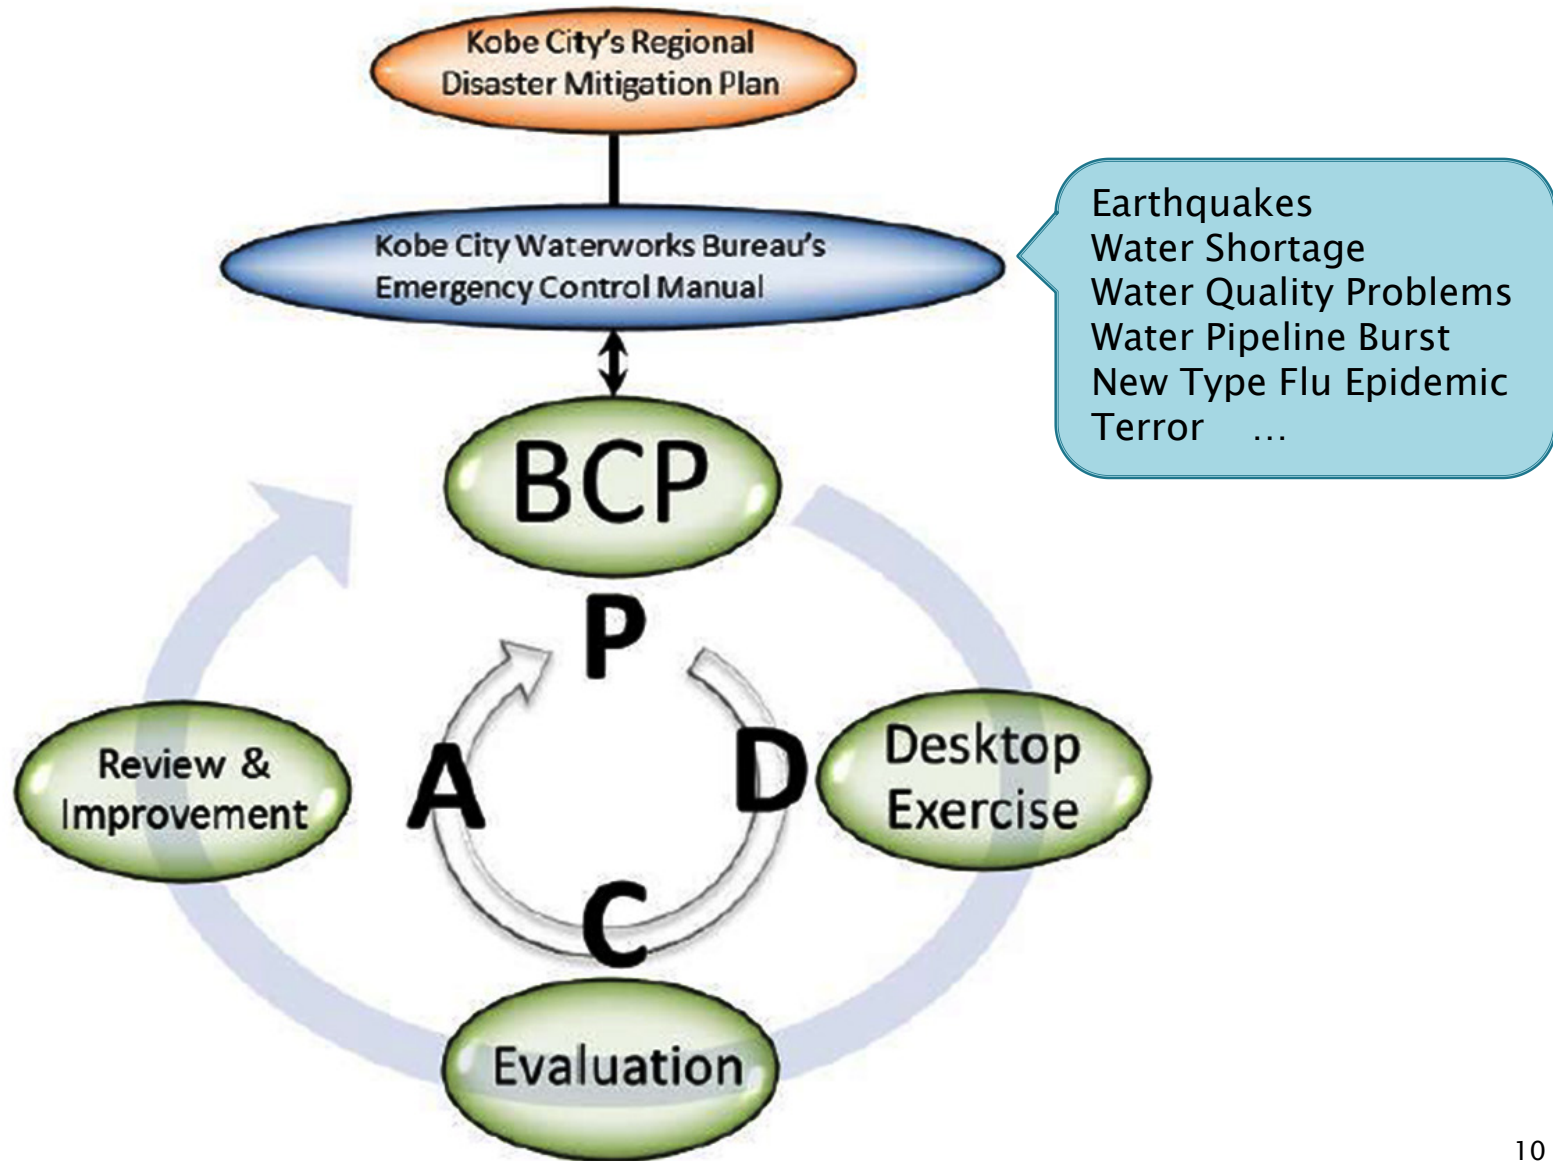 Kobe City's Regional
Disaster Mitigation Plan
Kobe City Waterworks Bureau's
Emergency Control Manual
Earthquakes
Water Shortage
Water Quality Problems
Water Pipeline Burst
New Type Flu Epidemic
Terror …
BCP
P
D
Desktop
Exercise
C
Evaluation
A
Review &
Improvement
10